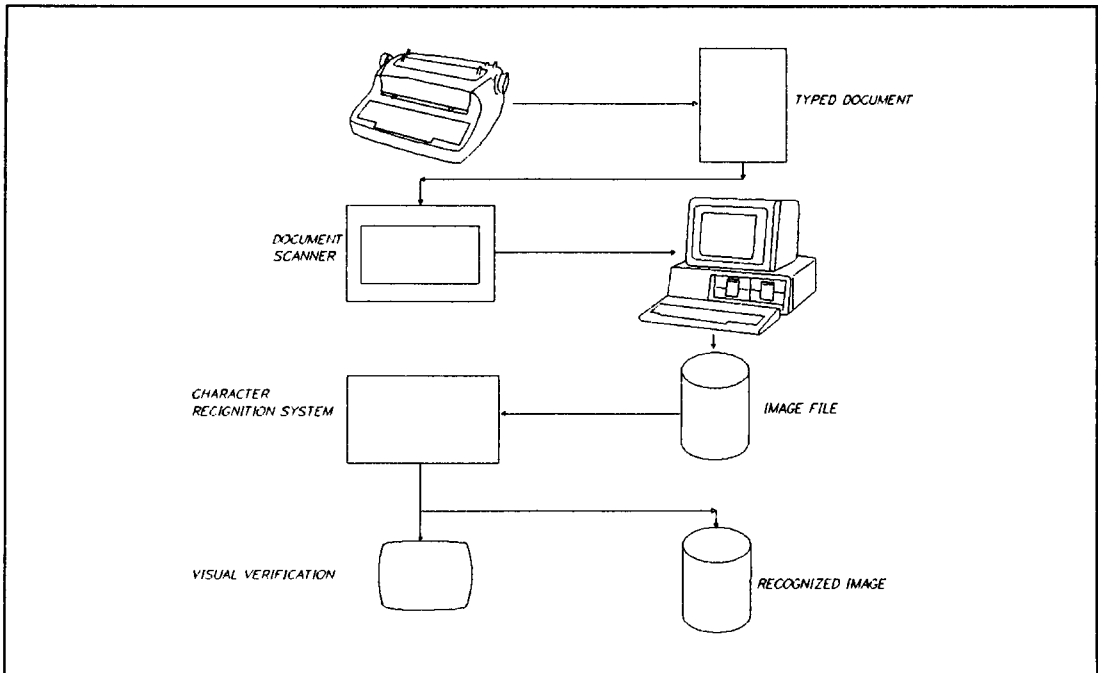 TYPED DOCUMENT
DOCUMENT
SCANNER
CHARACTER
RECIGNITION SYSTEM
IMAGE FILE
VISUAL VERIFICATION
RECOGNIZED IMAGE